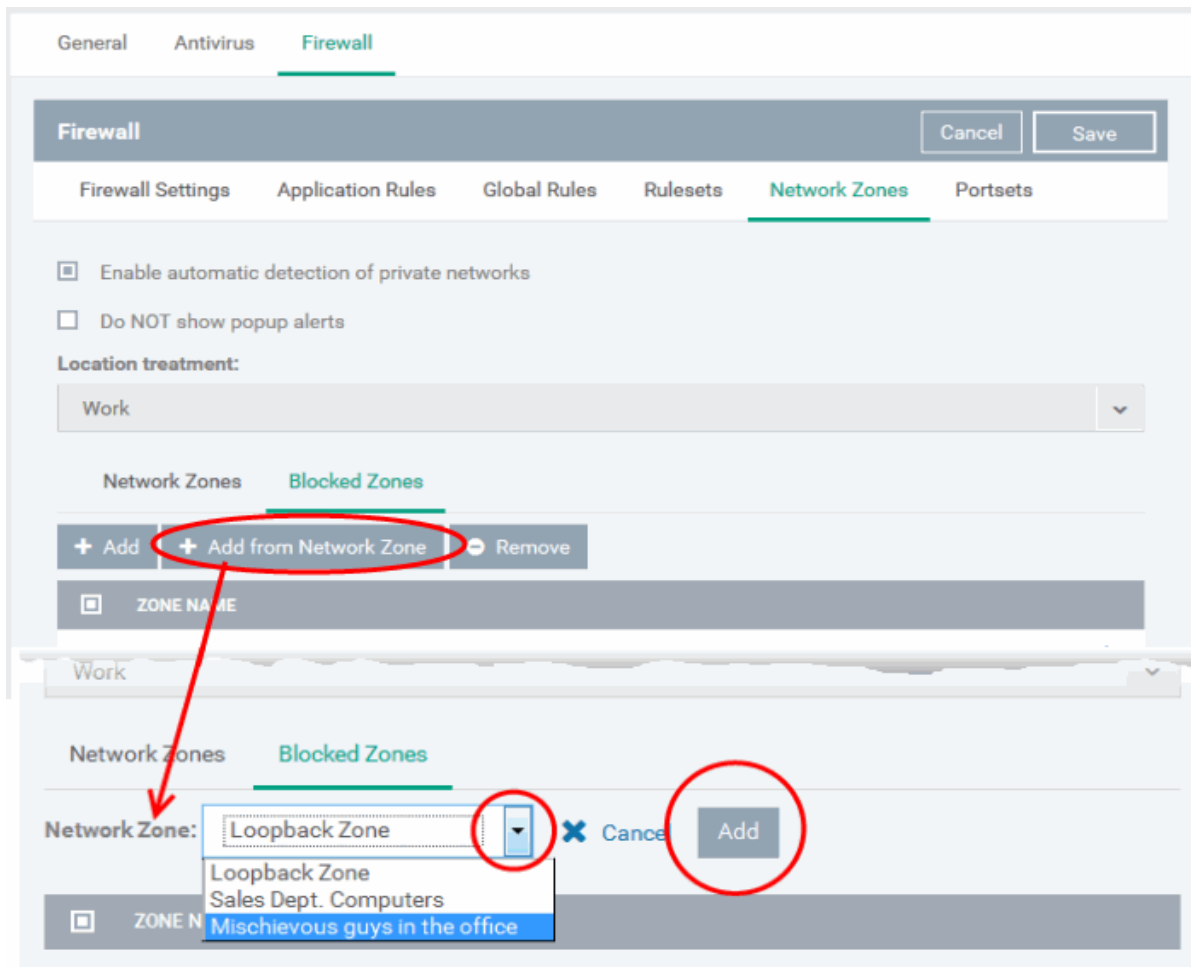 General Antivirus Firewall
Firewall Cancel Save
Firewall Settings Application Rules Global Rules Rulesets Network Zones Portsets
Enable automatic detection of private networks
Do NOT show popup alerts
Location treatment:
Work
Network Zones Blocked Zones
+ Add + Add from Network Zone Remove
ZONE NAME
Work
Network Zones Blocked Zones
Network Zone: Loopback Zone Cancel Add
Loopback Zone
Sales Dept. Computers
ZONE N Mischievous guys in the office